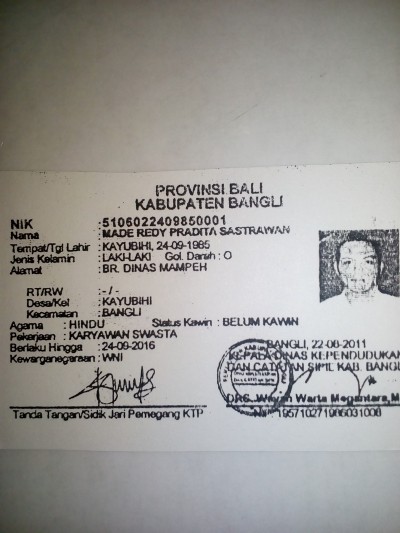 PROVINSI BALI
KABUPATEN BANGLI
NIK : 5106022409850001
Nama : MADE REDY PRADITA SASTRAWAN
Tempat/Tgl Lahir : KAYUBIHI, 24-09-1985
Jenis Kelamin : LAKI-LAKI Gol. Darah : O
Alamat : BR. DINAS MAMPEH
RT/RW : - / -
Desa/Kel : KAYUBIHI
Kecamatan : BANGLI
Agama : HINDU Status Kawin : BELUM KAWIN
Pekerjaan : KARYAWAN SWASTA
Berlaku Hingga : 24-09-2016
Kewarganegaraan : WNI
BANGLI, 22-08-2011
KEPALA DINAS KEPENDUDUKA
DAN CATATAN SIPIL KAB. BANGL
Tanda Tangan/Sidik Jari Pemegang KTP
DRS. Wayan Warta Megantara, M
NIP. 195710271986031008